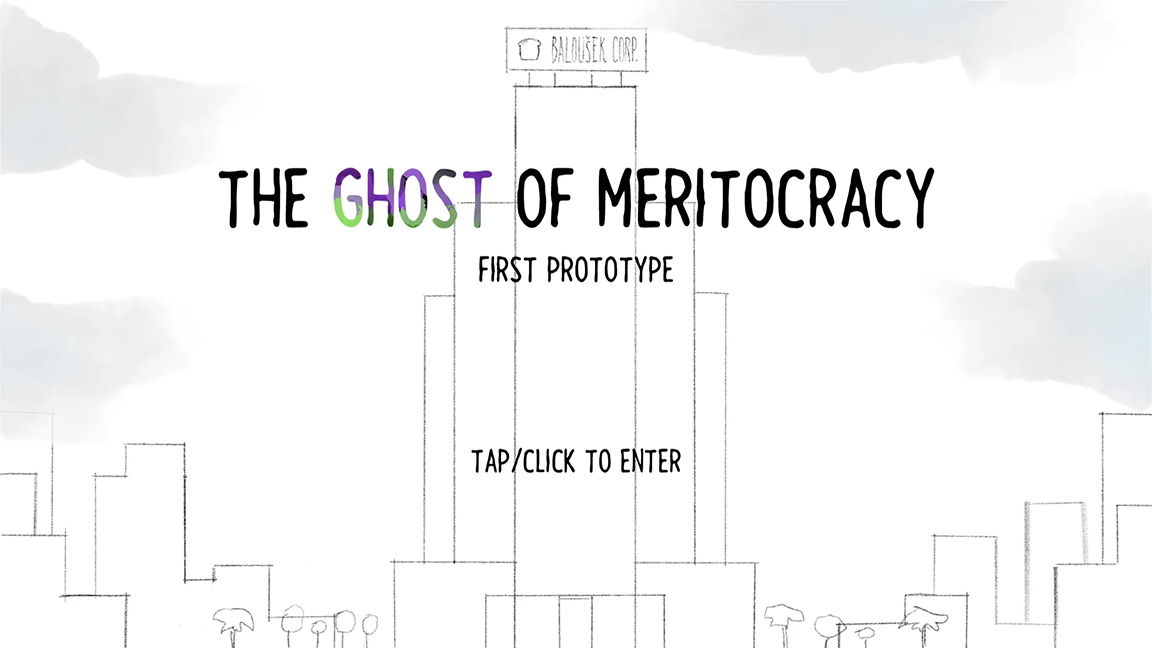 BALOUŠEK CORP.
THE GHOST OF MERITOCRACY
FIRST PROTOTYPE
TAP/CLICK TO ENTER